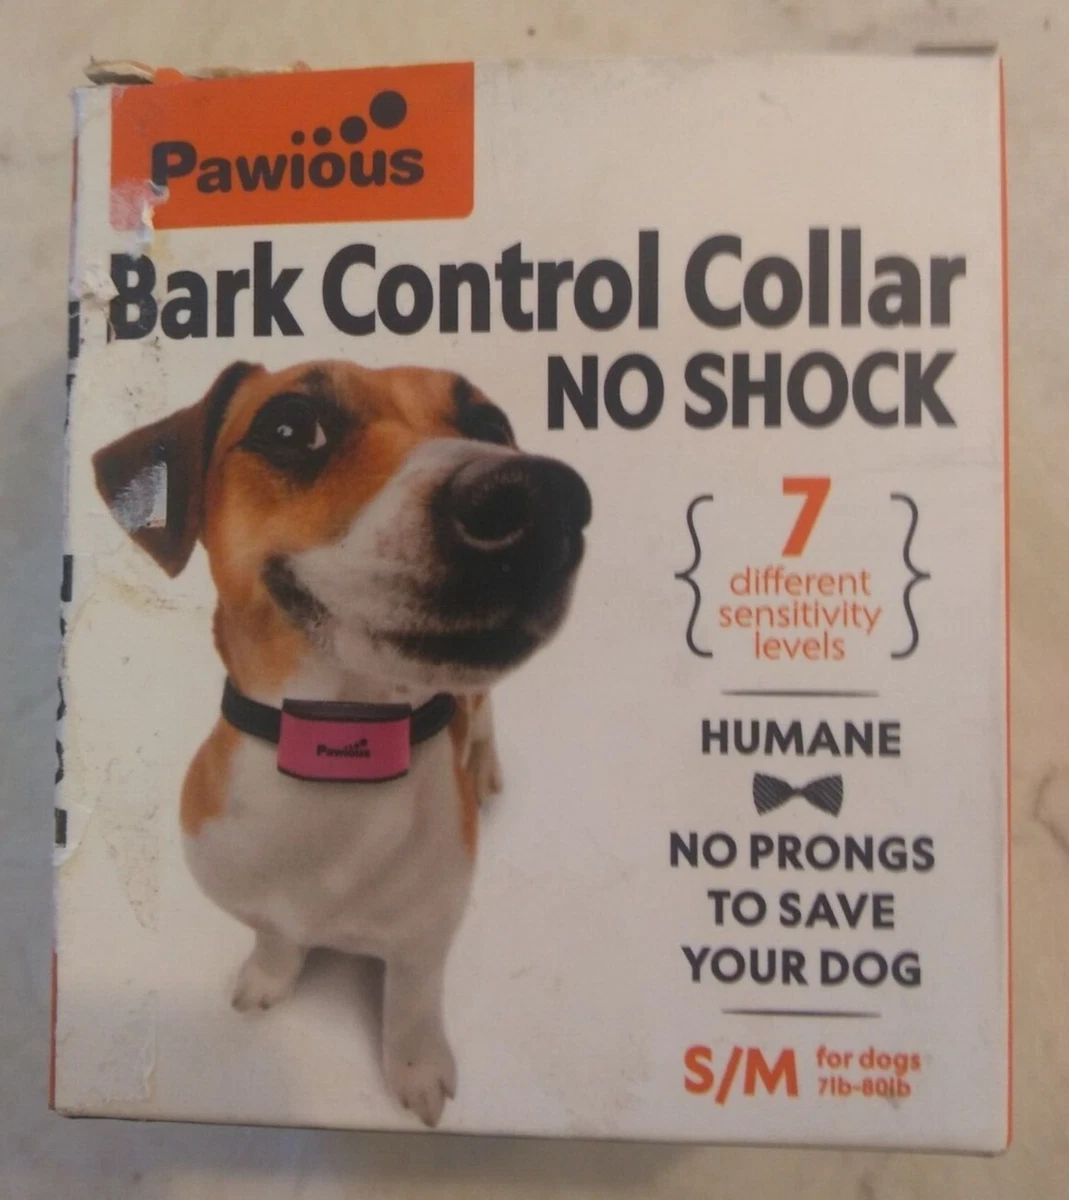 Pawious
Bark Control Collar
NO SHOCK
7
different
sensitivity
levels
HUMANE
NO PRONGS
TO SAVE
YOUR DOG
S/M for dogs
7lb-80lb
Pawious